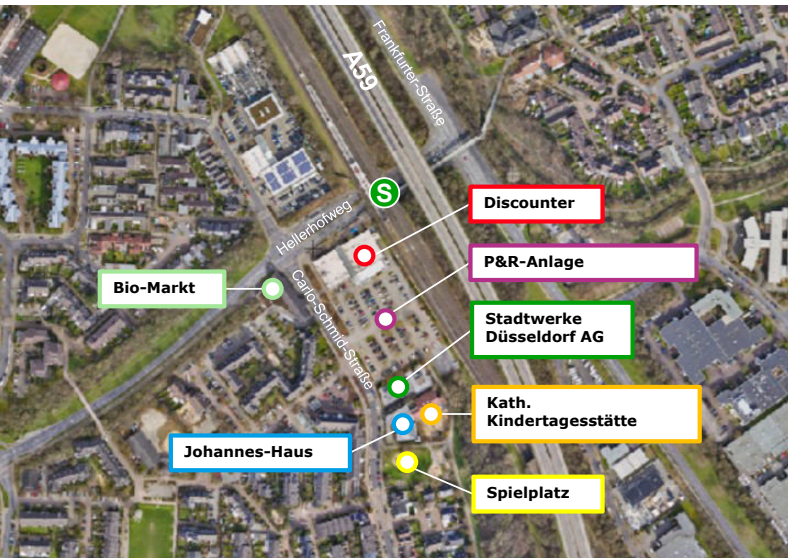 A59
Frankfurter-Straße
S
Hellerhofweg
Discounter
P&R-Anlage
Bio-Markt
Carlo-Schmid-Straße
Stadtwerke
Düsseldorf AG
Kath.
Kindertagesstätte
Johannes-Haus
Spielplatz